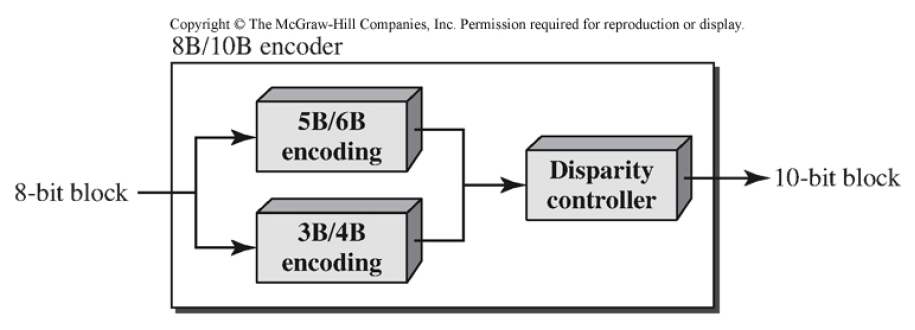 Copyright © The McGraw-Hill Companies, Inc. Permission required for reproduction or display.
8B/10B encoder
5B/6B
encoding
8-bit block
3B/4B
encoding
Disparity
controller
10-bit block